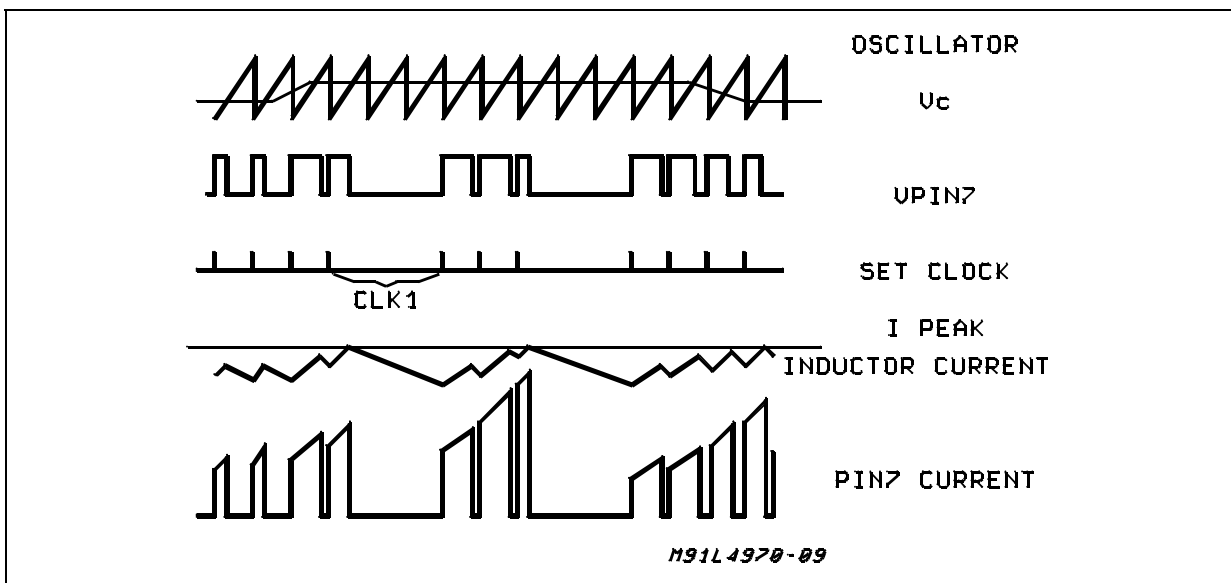 OSCILLATOR
Vc
VPIN7
SET CLOCK
CLK1
I PEAK
INDUCTOR CURRENT
PIN7 CURRENT
M91L4970-09